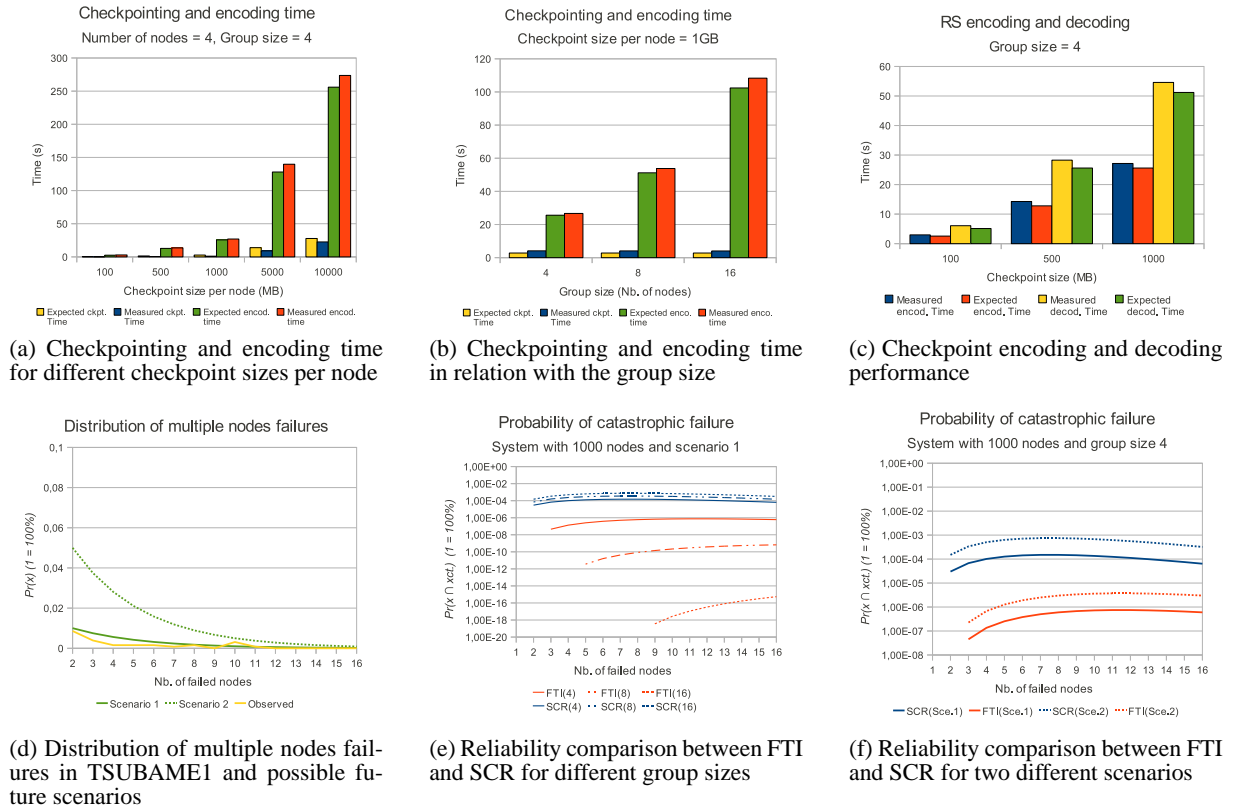 Checkpointing and encoding time
Number of nodes = 4, Group size = 4
300
250
200
150
100
50
0
Time (s)
100 500 1000 5000 10000
Checkpoint size per node (MB)
Expected ckpt. Time
Measured ckpt. Time
Expected encod. time
Measured encod. time
(a) Checkpointing and encoding time
for different checkpoint sizes per node
Checkpointing and encoding time
Checkpoint size per node = 1GB
120
100
80
60
40
20
0
Time (s)
4 8 16
Group size (Nb. of nodes)
Expected ckpt. Time
Measured ckpt. Time
Expected enco. time
Measured enco. time
(b) Checkpointing and encoding time
in relation with the group size
RS encoding and decoding
Group size = 4
60
50
40
30
20
10
0
Time (s)
100 500 1000
Checkpoint size (MB)
Measured encod. Time
Expected encod. Time
Measured decod. Time
Expected decod. Time
(c) Checkpoint encoding and decoding
performance
Distribution of multiple nodes failures
0,1
0,08
0,06
0,04
0,02
0
Pr(x) (1 = 100%)
2 3 4 5 6 7 8 9 10 11 12 13 14 15 16
Nb. of failed nodes
Scenario 1 Scenario 2 Observed
(d) Distribution of multiple nodes fail-
ures in TSUBAME1 and possible fu-
ture scenarios
Probability of catastrophic failure
System with 1000 nodes and scenario 1
1,00E+00
1,00E-02
1,00E-04
1,00E-06
1,00E-08
1,00E-10
1,00E-12
1,00E-14
1,00E-16
1,00E-18
1,00E-20
Pr(x ∩ xct.) (1 = 100%)
1 2 3 4 5 6 7 8 9 10 11 12 13 14 15 16
Nb. of failed nodes
FTI(4) FTI(8) FTI(16)
SCR(4) SCR(8) SCR(16)
(e) Reliability comparison between FTI
and SCR for different group sizes
Probability of catastrophic failure
System with 1000 nodes and group size 4
1,00E+00
1,00E-01
1,00E-02
1,00E-03
1,00E-04
1,00E-05
1,00E-06
1,00E-07
1,00E-08
Pr(x ∩ xct.) (1 = 100%)
1 2 3 4 5 6 7 8 9 10 11 12 13 14 15 16
Nb. of failed nodes
SCR(Sce.1) FTI(Sce.1) SCR(Sce.2) FTI(Sce.2)
(f) Reliability comparison between FTI
and SCR for two different scenarios